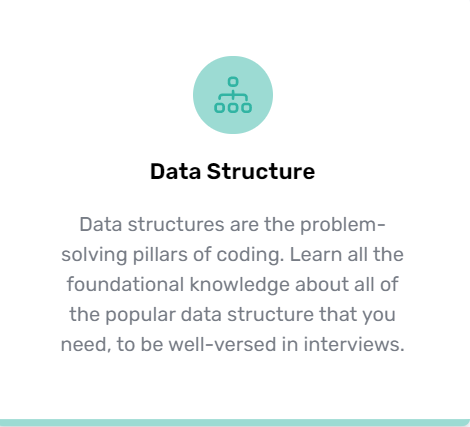 Data Structure
Data structures are the problem-
solving pillars of coding. Learn all the
foundational knowledge about all of
the popular data structure that you
need, to be well-versed in interviews.